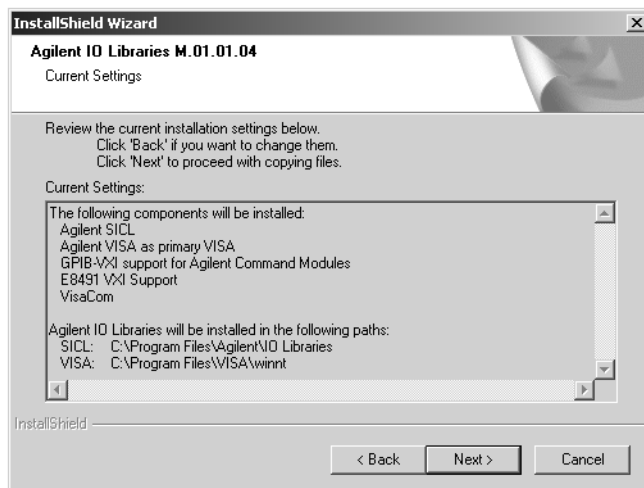 InstallShield Wizard
Agilent IO Libraries M.01.01.04
Current Settings
Review the current installation settings below.
Click 'Back' if you want to change them.
Click 'Next' to proceed with copying files.
Current Settings:
The following components will be installed:
Agilent SICL
Agilent VISA as primary VISA
GPIB-VXI support for Agilent Command Modules
E8491 VXI Support
VisaCom
Agilent IO Libraries will be installed in the following paths:
SICL: C:\Program Files\Agilent\IO Libraries
VISA: C:\Program Files\VISA\winnt
InstallShield
< Back Next > Cancel